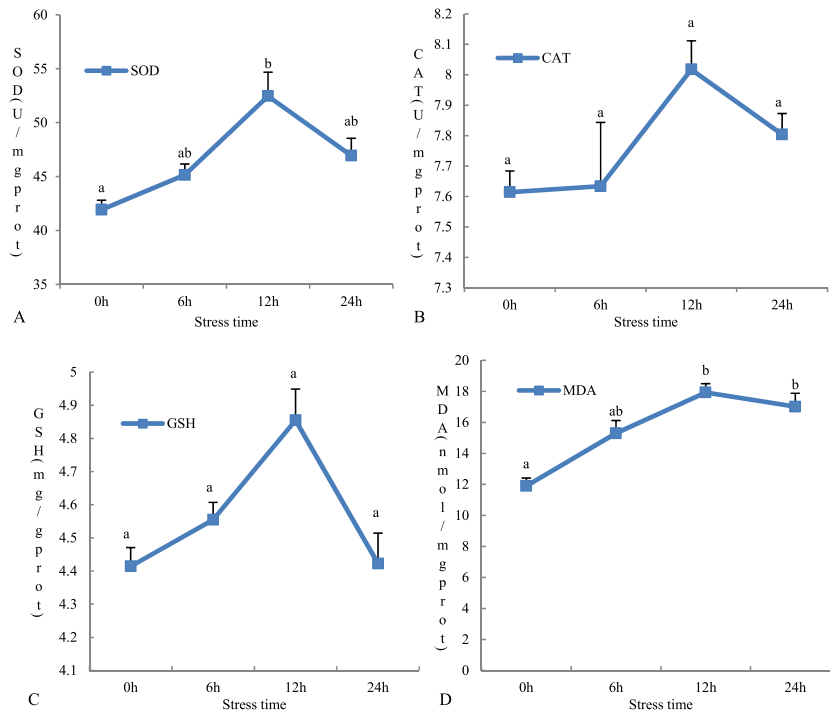 SOD(U/mgprot)
60
55
50
45
40
35
SOD
a
ab
b
ab
0h 6h 12h 24h
Stress time
A
CAT(U/mgprot)
8.2
8.1
8
7.9
7.8
7.7
7.6
7.5
7.4
7.3
CAT
a
a
a
a
0h 6h 12h 24h
Stress time
B
GSH(mg/gprot)
5
4.9
4.8
4.7
4.6
4.5
4.4
4.3
4.2
4.1
GSH
a
a
a
a
0h 6h 12h 24h
Stress time
C
MDA(nmol/mgprot)
20
18
16
14
12
10
8
6
4
2
0
MDA
a
ab
b
b
0h 6h 12h 24h
Stress time
D